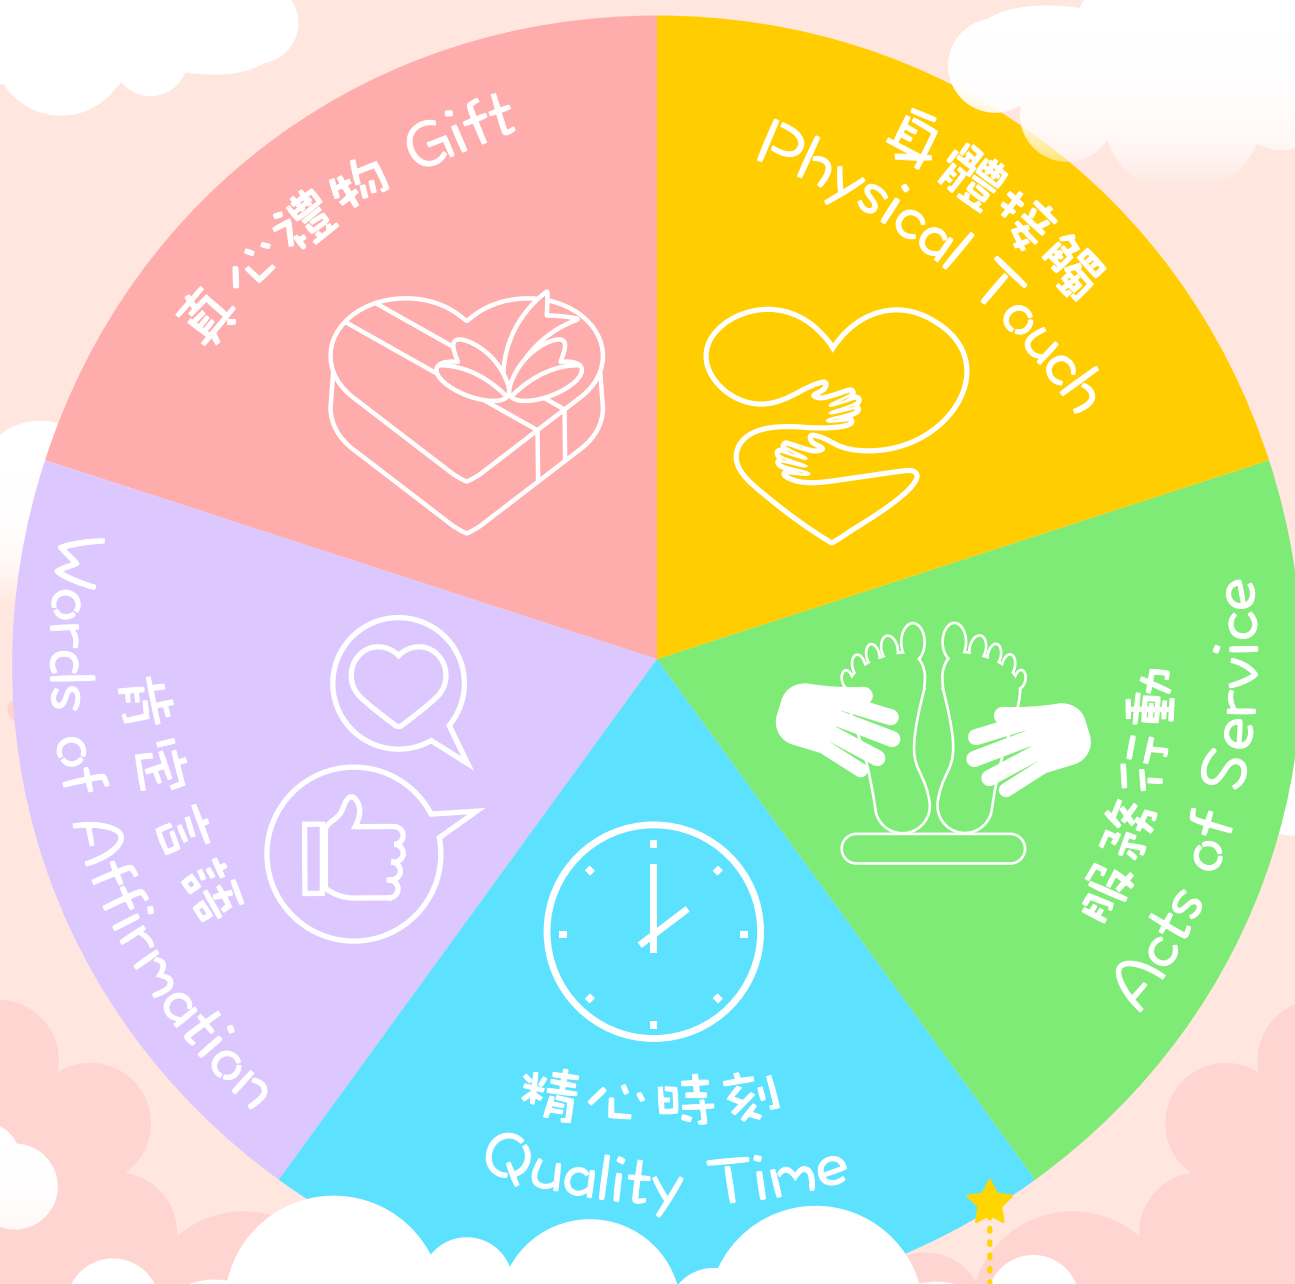 真心禮物 Gift
身體接觸
Physical Touch
服務行動
Acts of Service
精心時刻
Quality Time
肯定言語
Words of Affirmation